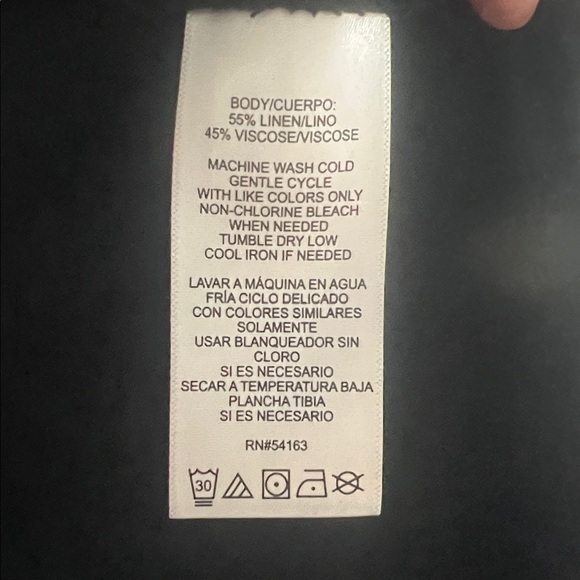 BODY/CUERPO:
55% LINEN/LINO
45% VISCOSE/VISCOSE
MACHINE WASH COLD
GENTLE CYCLE
WITH LIKE COLORS ONLY
NON-CHLORINE BLEACH
WHEN NEEDED
TUMBLE DRY LOW
COOL IRON IF NEEDED
LAVAR A MÁQUINA EN AGUA
FRÍA CICLO DELICADO
CON COLORES SIMILARES
SOLAMENTE
USAR BLANQUEADOR SIN
CLORO
SI ES NECESARIO
SECAR A TEMPERATURA BAJA
PLANCHA TIBIA
SI ES NECESARIO
RN#54163
30